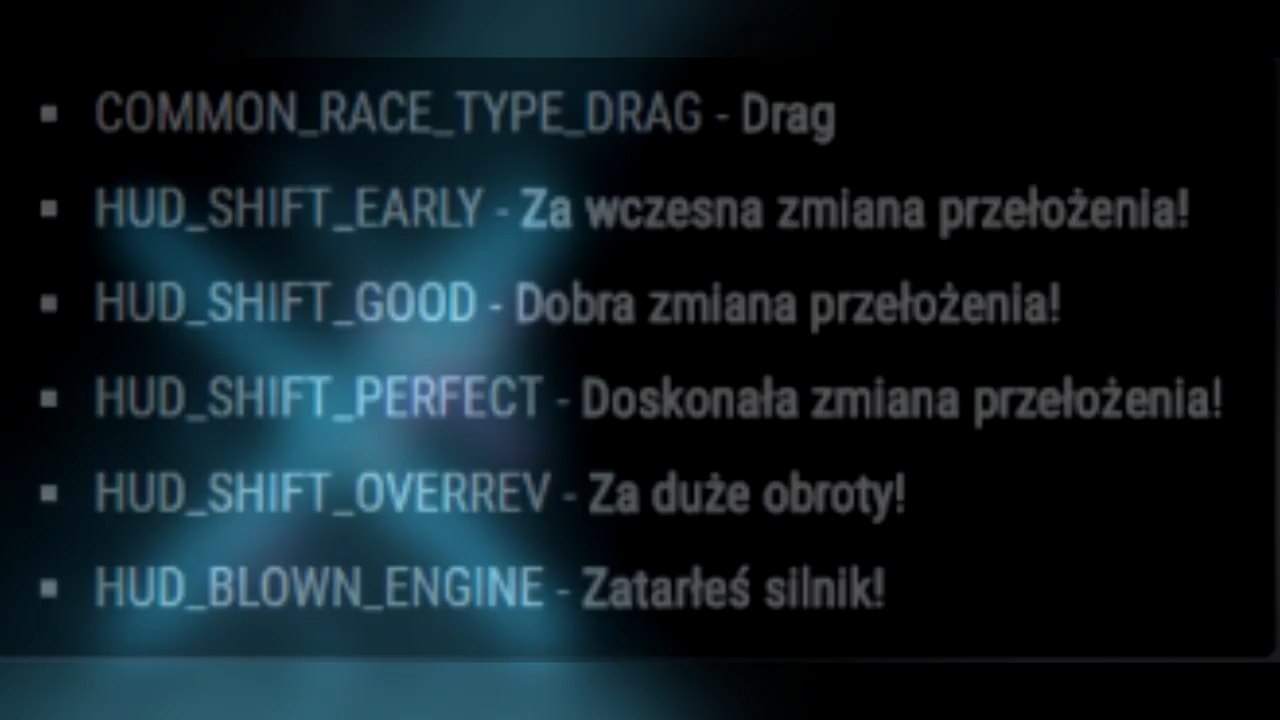 ▪ COMMON_RACE_TYPE_DRAG - Drag
▪ HUD_SHIFT_EARLY - Za wczesna zmiana przełożenia!
▪ HUD_SHIFT_GOOD - Dobra zmiana przełożenia!
▪ HUD_SHIFT_PERFECT - Doskonała zmiana przełożenia!
▪ HUD_SHIFT_OVERREV - Za duże obroty!
▪ HUD_BLOWN_ENGINE - Zatarłeś silnik!